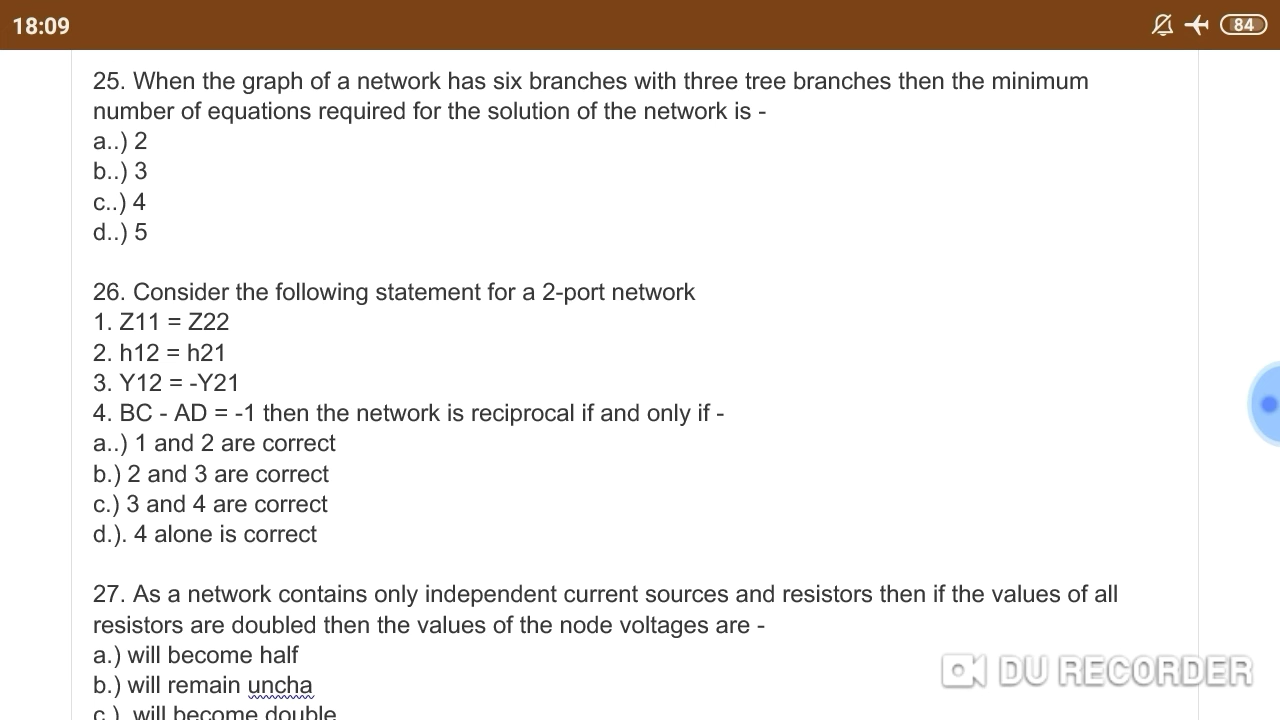 18:09
84
25. When the graph of a network has six branches with three tree branches then the minimum
number of equations required for the solution of the network is -
a..) 2
b..) 3
c..) 4
d..) 5
26. Consider the following statement for a 2-port network
1. Z11 = Z22
2. h12 = h21
3. Y12 = -Y21
4. BC - AD = -1 then the network is reciprocal if and only if -
a..) 1 and 2 are correct
b.) 2 and 3 are correct
c.) 3 and 4 are correct
d.). 4 alone is correct
27. As a network contains only independent current sources and resistors then if the values of all
resistors are doubled then the values of the node voltages are -
a.) will become half
b.) will remain uncha
c.) will become double
DU RECORDER